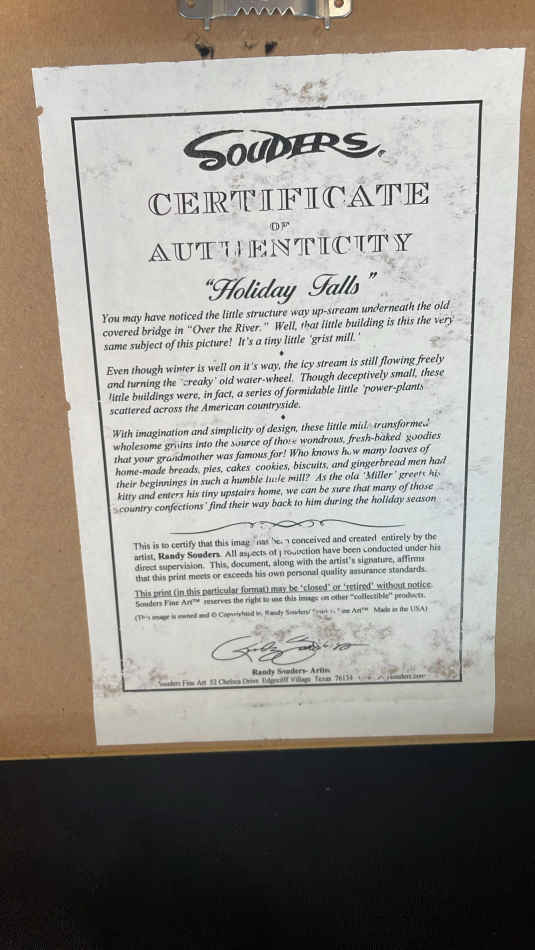 SOUDERS
CERTIFICATE
OF
AUTHENTICITY
"Holiday Falls"
You may have noticed the little structure way up-stream underneath the old
covered bridge in "Over the River." Well, that little building is this the very
same subject of this picture! It's a tiny little 'grist mill.'
Even though winter is well on it's way, the icy stream is still flowing freely
and turning the 'creaky' old water-wheel. Though deceptively small, these
little buildings were, in fact, a series of formidable little 'power-plants
scattered across the American countryside.
With imagination and simplicity of design, these little mills transformed
wholesome grains into the source of those wondrous, fresh-baked goodies
that your grandmother was famous for! Who knows how many loaves of
home-made breads, pies, cakes cookies, biscuits, and gingerbread men had
their beginnings in such a humble little mill? As the old 'Miller' greets his
kitty and enters his tiny upstairs home, we can be sure that many of those
country confections' find their way back to him during the holiday season
This is to certify that this image has been conceived and created entirely by the
artist, Randy Souders. All aspects of production have been conducted under his
direct supervision. This, document, along with the artist's signature, affirms
that this print meets or exceeds his own personal quality assurance standards.
This print (in this particular format) may be 'closed' or 'retired' without notice.
Souders Fine Art™ reserves the right to use this image on other "collectible" products.
(This image is owned and © Copyrighted by, Randy Souders/ Souders Fine Art™ Made in the USA)
Randy Souders- Artist
Souders Fine Art 52 Chelsea Drive Edgecliff Village Texas 76134